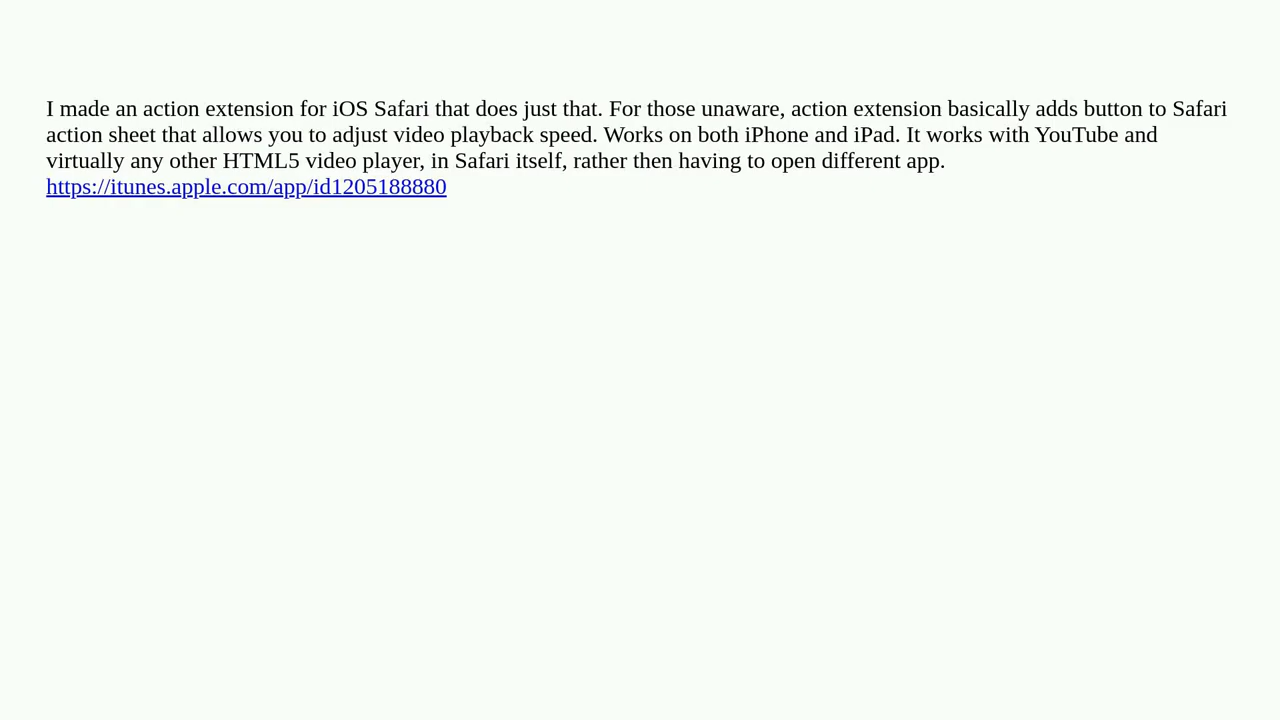 I made an action extension for iOS Safari that does just that. For those unaware, action extension basically adds button to Safari
action sheet that allows you to adjust video playback speed. Works on both iPhone and iPad. It works with YouTube and
virtually any other HTML5 video player, in Safari itself, rather then having to open different app.
https://itunes.apple.com/app/id1205188880